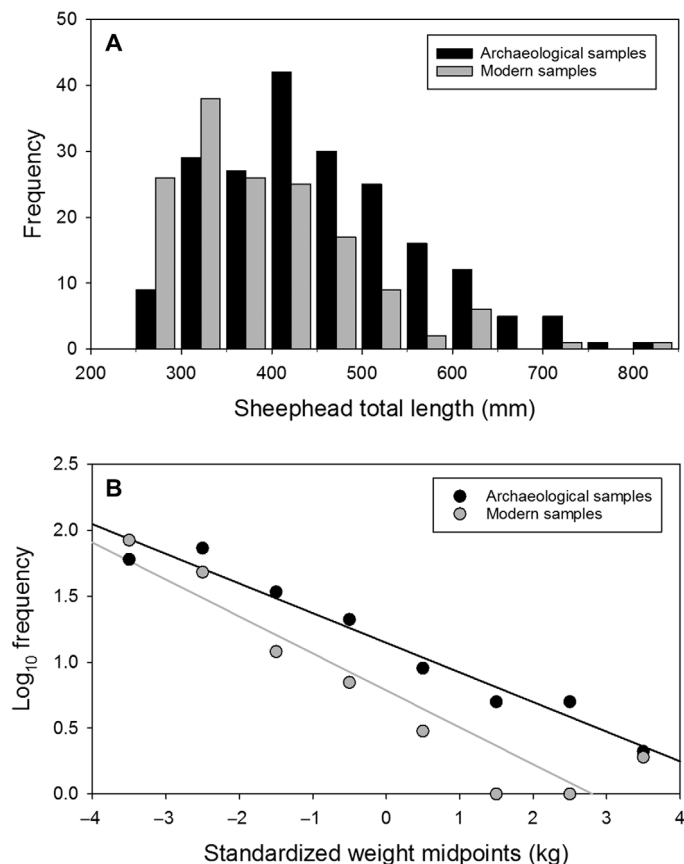 A
Archaeological samples
Modern samples
50
40
30
20
10
0
Frequency
200 300 400 500 600 700 800
Sheephead total length (mm)
B
Archaeological samples
Modern samples
2.5
2.0
1.5
1.0
0.5
0.0
Log10 frequency
–4 –3 –2 –1 0 1 2 3 4
Standardized weight midpoints (kg)